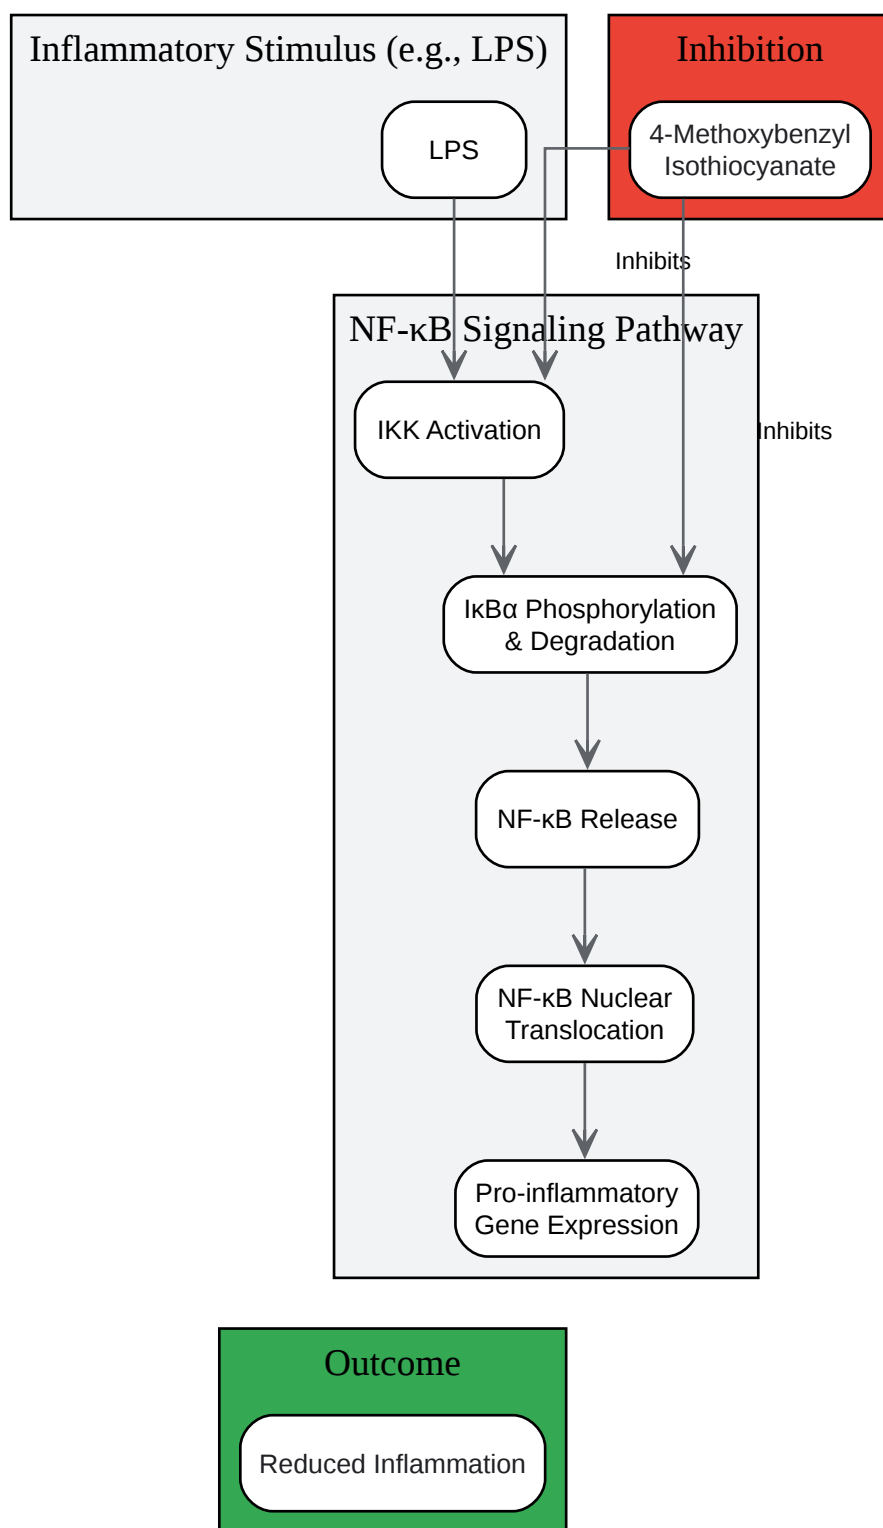 Inflammatory Stimulus (e.g., LPS)
Inhibition
LPS
4-Methoxybenzyl
Isothiocyanate
Inhibits
NF-κB Signaling Pathway
IKK Activation
Inhibits
IκBα Phosphorylation
& Degradation
NF-κB Release
NF-κB Nuclear
Translocation
Pro-inflammatory
Gene Expression
Outcome
Reduced Inflammation